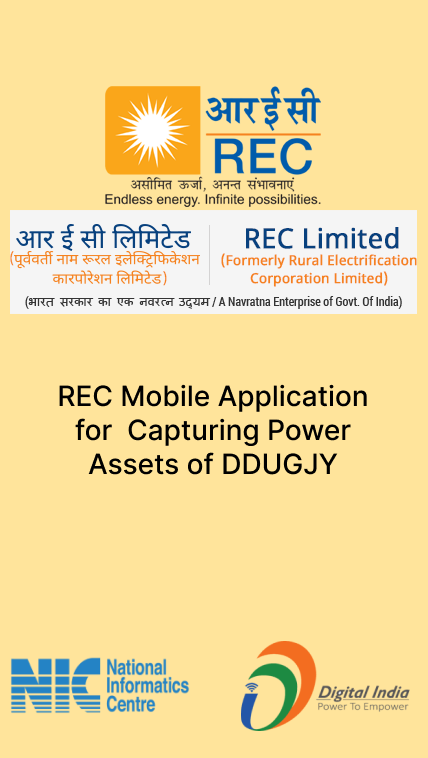 आर ई सी
REC
असीमित ऊर्जा, अनन्त संभावनाएं
Endless energy. Infinite possibilities.
आर ई सी लिमिटेड
(पूर्ववर्ती नाम रूरल इलेक्ट्रिफिकेशन
कारपोरेशन लिमिटेड)
REC Limited
(Formerly Rural Electrification
Corporation Limited)
(भारत सरकार का एक नवरत्न उद्यम / A Navratna Enterprise of Govt. Of India)
REC Mobile Application
for Capturing Power
Assets of DDUGJY
NIC
National
Informatics
Centre
Digital India
Power To Empower